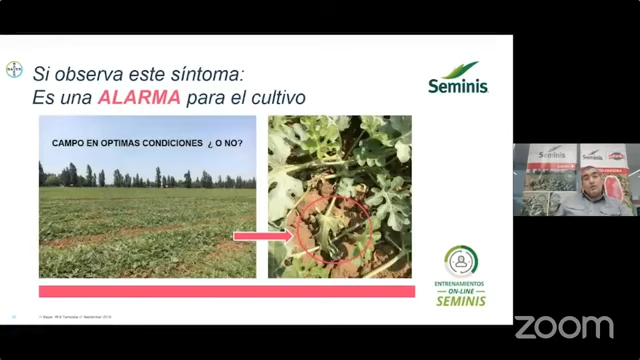 Si observa este síntoma:
Es una ALARMA para el cultivo
Seminis
CAMPO EN OPTIMAS CONDICIONES ¿ O NO?
ENTRENAMIENTOS
ON-LINE
SEMINIS
zoom